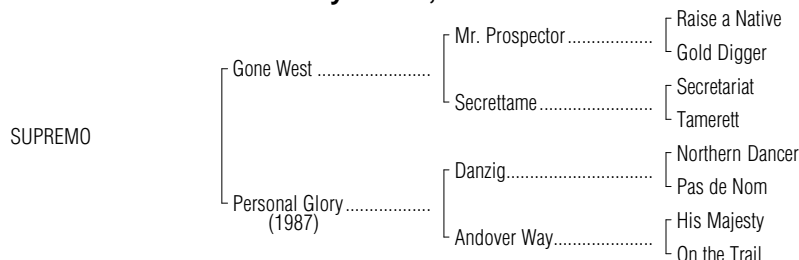 Raise a Native
Mr. Prospector
Gold Digger
Gone West
Secretariat
Secrettame
Tamerett
SUPREMO
Northern Dancer
Danzig
Pas de Nom
Personal Glory
(1987)
His Majesty
Andover Way
On the Trail